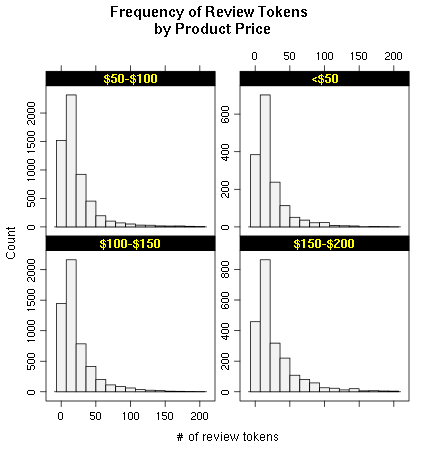 Frequency of Review Tokens
by Product Price
0 50 100 150 200
$50-$100 <$50
0 500 1000 1500 2000
0 200 400 600
$100-$150 $150-$200
0 500 1000 1500 2000
0 200 400 600 800
0 50 100 150 200
Count
# of review tokens